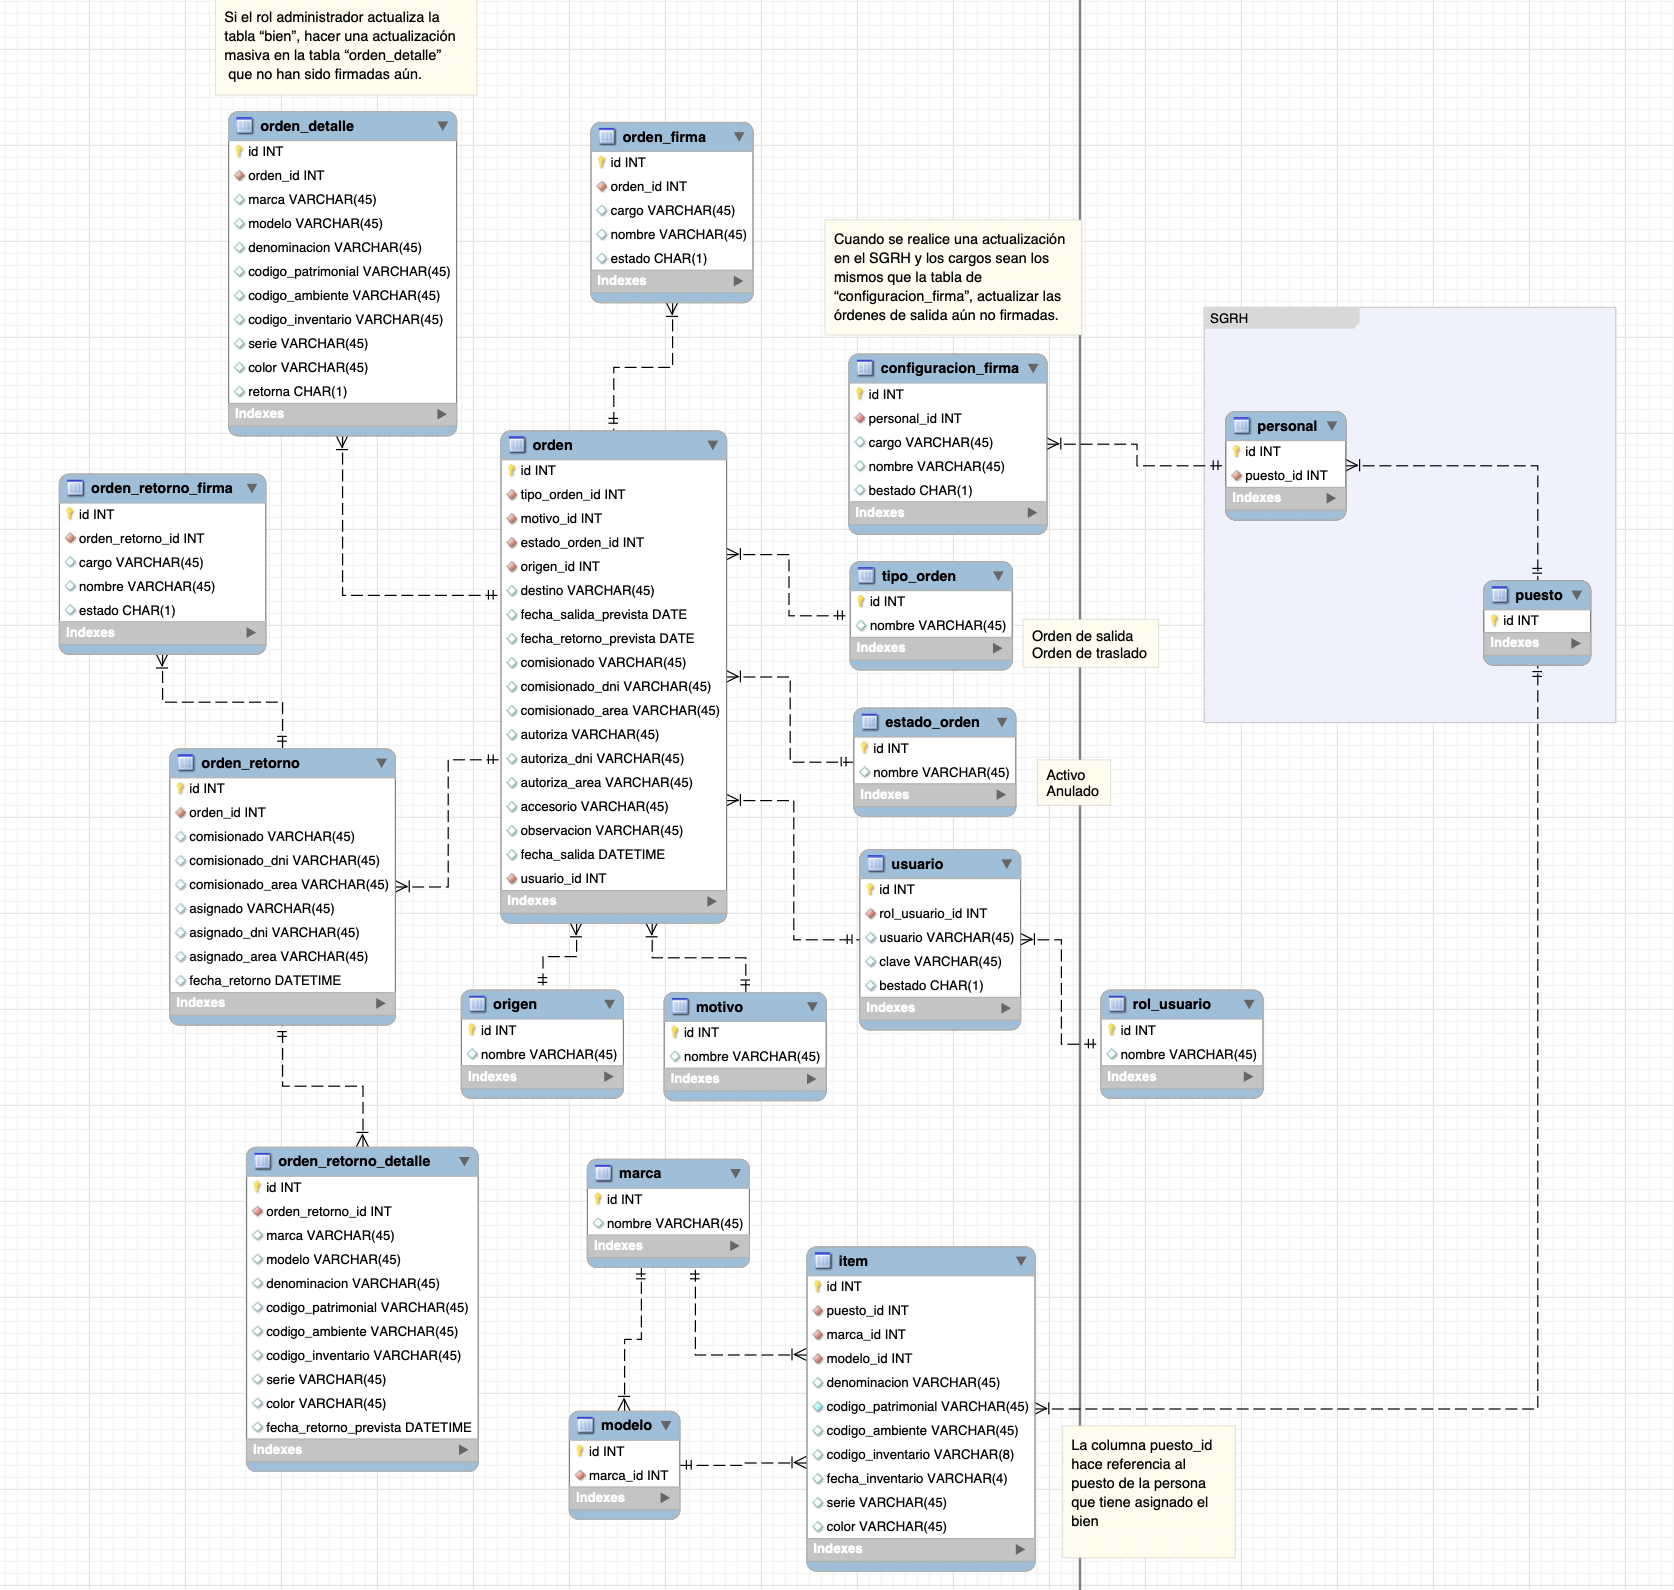 Si el rol administrador actualiza la
tabla “bien”, hacer una actualización
masiva en la tabla “orden_detalle”
que no han sido firmadas aún.
orden_detalle
id INT
orden_id INT
marca VARCHAR(45)
modelo VARCHAR(45)
denominacion VARCHAR(45)
codigo_patrimonial VARCHAR(45)
codigo_ambiente VARCHAR(45)
codigo_inventario VARCHAR(45)
serie VARCHAR(45)
color VARCHAR(45)
retorna CHAR(1)
Indexes
orden_firma
id INT
orden_id INT
cargo VARCHAR(45)
nombre VARCHAR(45)
estado CHAR(1)
Indexes
Cuando se realice una actualización
en el SGRH y los cargos sean los
mismos que la tabla de
“configuracion_firma”, actualizar las
órdenes de salida aún no firmadas.
SGRH
configuracion_firma
id INT
personal_id INT
cargo VARCHAR(45)
nombre VARCHAR(45)
bestado CHAR(1)
Indexes
personal
id INT
puesto_id INT
Indexes
puesto
id INT
Indexes
orden_retorno_firma
id INT
orden_retorno_id INT
cargo VARCHAR(45)
nombre VARCHAR(45)
estado CHAR(1)
Indexes
orden
id INT
tipo_orden_id INT
motivo_id INT
estado_orden_id INT
origen_id INT
destino VARCHAR(45)
fecha_salida_prevista DATE
fecha_retorno_prevista DATE
comisionado VARCHAR(45)
comisionado_dni VARCHAR(45)
comisionado_area VARCHAR(45)
autoriza VARCHAR(45)
autoriza_dni VARCHAR(45)
autoriza_area VARCHAR(45)
accesorio VARCHAR(45)
observacion VARCHAR(45)
fecha_salida DATETIME
usuario_id INT
Indexes
tipo_orden
id INT
nombre VARCHAR(45)
Indexes
Orden de salida
Orden de traslado
estado_orden
id INT
nombre VARCHAR(45)
Indexes
Activo
Anulado
orden_retorno
id INT
orden_id INT
comisionado VARCHAR(45)
comisionado_dni VARCHAR(45)
comisionado_area VARCHAR(45)
asignado VARCHAR(45)
asignado_dni VARCHAR(45)
asignado_area VARCHAR(45)
fecha_retorno DATETIME
Indexes
usuario
id INT
rol_usuario_id INT
usuario VARCHAR(45)
clave VARCHAR(45)
bestado CHAR(1)
Indexes
origen
id INT
nombre VARCHAR(45)
Indexes
motivo
id INT
nombre VARCHAR(45)
Indexes
rol_usuario
id INT
nombre VARCHAR(45)
Indexes
orden_retorno_detalle
id INT
orden_retorno_id INT
marca VARCHAR(45)
modelo VARCHAR(45)
denominacion VARCHAR(45)
codigo_patrimonial VARCHAR(45)
codigo_ambiente VARCHAR(45)
codigo_inventario VARCHAR(45)
serie VARCHAR(45)
color VARCHAR(45)
fecha_retorno_prevista DATETIME
Indexes
marca
id INT
nombre VARCHAR(45)
Indexes
modelo
id INT
marca_id INT
Indexes
item
id INT
puesto_id INT
marca_id INT
modelo_id INT
denominacion VARCHAR(45)
codigo_patrimonial VARCHAR(45)
codigo_ambiente VARCHAR(45)
codigo_inventario VARCHAR(8)
fecha_inventario VARCHAR(4)
serie VARCHAR(45)
color VARCHAR(45)
Indexes
La columna puesto_id
hace referencia al
puesto de la persona
que tiene asignado el
bien